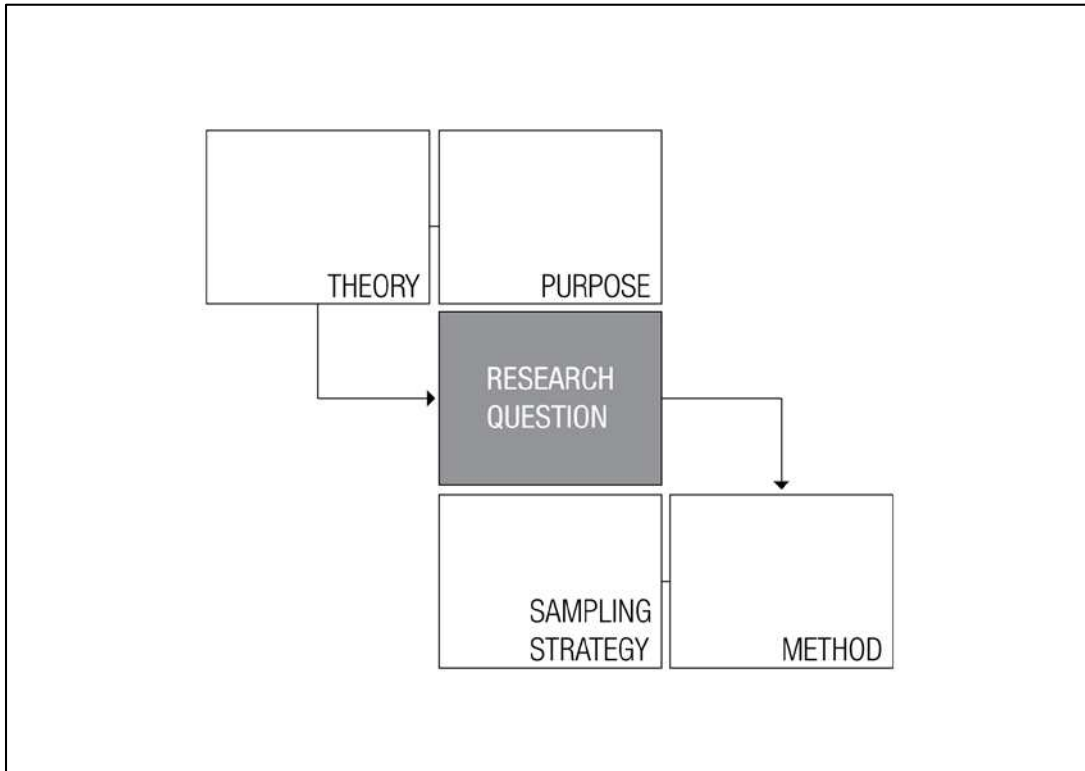 THEORY
PURPOSE
RESEARCH
QUESTION
SAMPLING
STRATEGY
METHOD